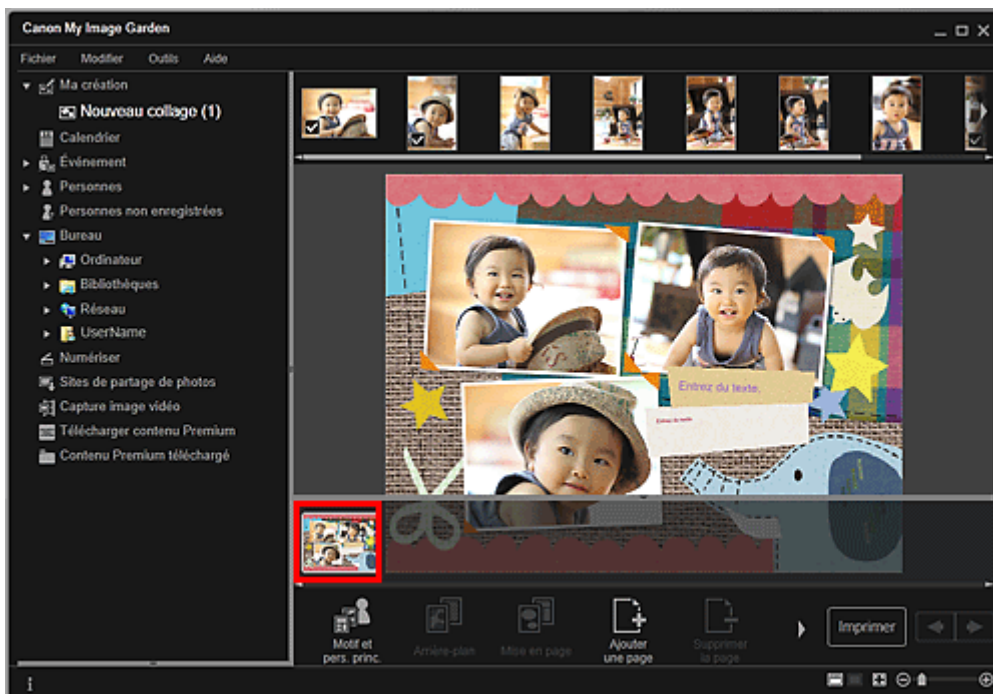 Canon My Image Garden
Fichier Modifier Outils Aide
Ma création
Nouveau collage (1)
Calendrier
Événement
Personnes
Personnes non enregistrées
Bureau
Ordinateur
Bibliothèques
Réseau
UserName
Numériser
Sites de partage de photos
Capture image vidéo
Télécharger contenu Premium
Contenu Premium téléchargé
Entrez du texte.
Entrez du texte.
Motif et
pers. princ.
Arrière-plan
Mise en page
Ajouter
une page
Supprimer
la page
Imprimer